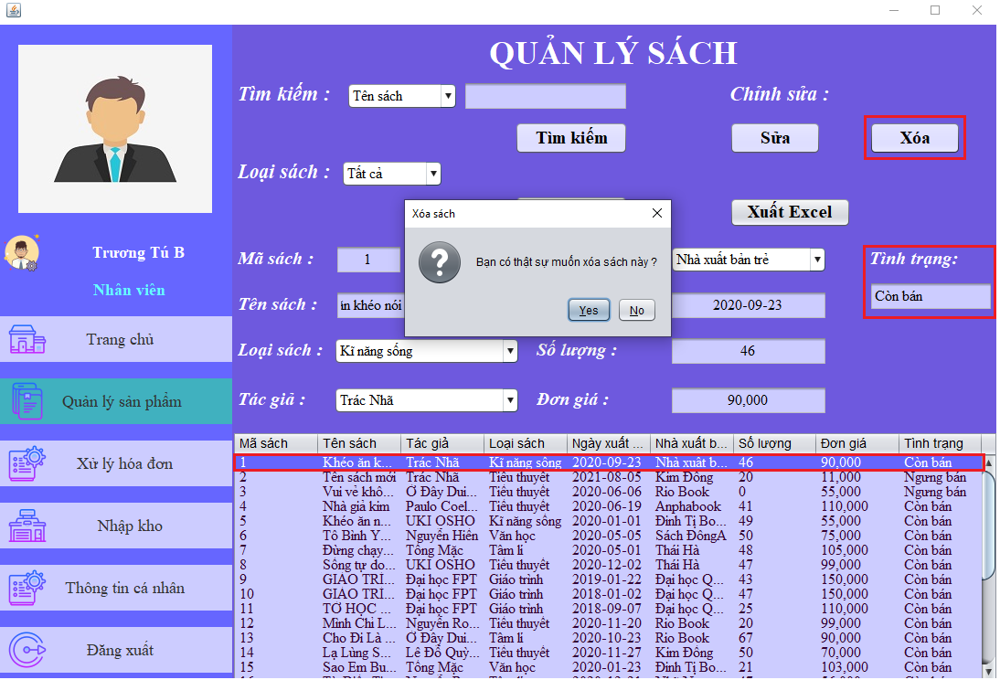 QUẢN LÝ SÁCH
Tìm kiếm : Tên sách Chỉnh sửa :
Tìm kiếm Sửa Xóa
Loại sách : Tất cả
Xuất Excel
Xóa sách
Bạn có thật sự muốn xóa sách này ?
Yes No
Mã sách : 1 Nhà xuất bản trẻ Tình trạng:
Còn bán
Tên sách : in khéo nói 2020-09-23
Loại sách : Kĩ năng sống Số lượng : 46
Tác giả : Trác Nhã Đơn giá : 90,000
Trương Tú B
Nhân viên
Trang chủ
Quản lý sản phẩm
Xử lý hóa đơn
Nhập kho
Thông tin cá nhân
Đăng xuất
Mã sách Tên sách Tác giả Loại sách Ngày xuất ... Nhà xuất b... Số lượng Đơn giá Tình trạng
1 Khéo ăn k... Trác Nhã Kĩ năng sống 2020-09-23 Nhà xuất b... 46 90,000 Còn bán
2 Tên sách mới Trác Nhã Tiểu thuyết 2021-08-05 Kim Đồng 20 11,000 Ngưng bán
3 Vui vẻ khô... Ở Đây Dui... Tiểu thuyết 2020-06-06 Rio Book 0 55,000 Ngưng bán
4 Nhà giả kim Paulo Coel... Tiểu thuyết 2020-06-19 Anphabook 41 110,000 Còn bán
5 Khéo ăn n... UKI OSHO Kĩ năng sống 2020-01-01 Đinh Tị Bo... 49 55,000 Còn bán
6 Tô Bình Y... Nguyễn Hiền Văn học 2020-05-05 Sách ĐôngA 50 75,000 Còn bán
7 Đừng chạy... Tống Mặc Tâm lí 2020-05-01 Thái Hà 48 105,000 Còn bán
8 Sống tự do... UKI OSHO Tiểu thuyết 2020-12-02 Thái Hà 47 99,000 Còn bán
9 GIAO TRI... Đại học FPT Giáo trình 2019-01-22 Đại học Q... 43 150,000 Còn bán
10 GIAO TRI... Đại học FPT Giáo trình 2018-01-02 Đại học Q... 47 150,000 Còn bán
11 TỜ HỌC ... Đại học FPT Giáo trình 2018-09-07 Đại học Q... 25 110,000 Còn bán
12 Mình Chỉ L... Nguyễn Ro... Tiểu thuyết 2020-11-20 Rio Book 20 99,000 Còn bán
13 Cho Đi Là ... Ở Đây Dui... Tâm lí 2020-10-23 Rio Book 67 90,000 Còn bán
14 Lạ Lùng S... Lê Đỗ Quỳ... Tiểu thuyết 2020-11-27 Kim Đồng 50 70,000 Còn bán
15 Sao Em Bu... Tống Mặc Văn học 2020-01-23 Đinh Tị Bo... 21 103,000 Còn bán